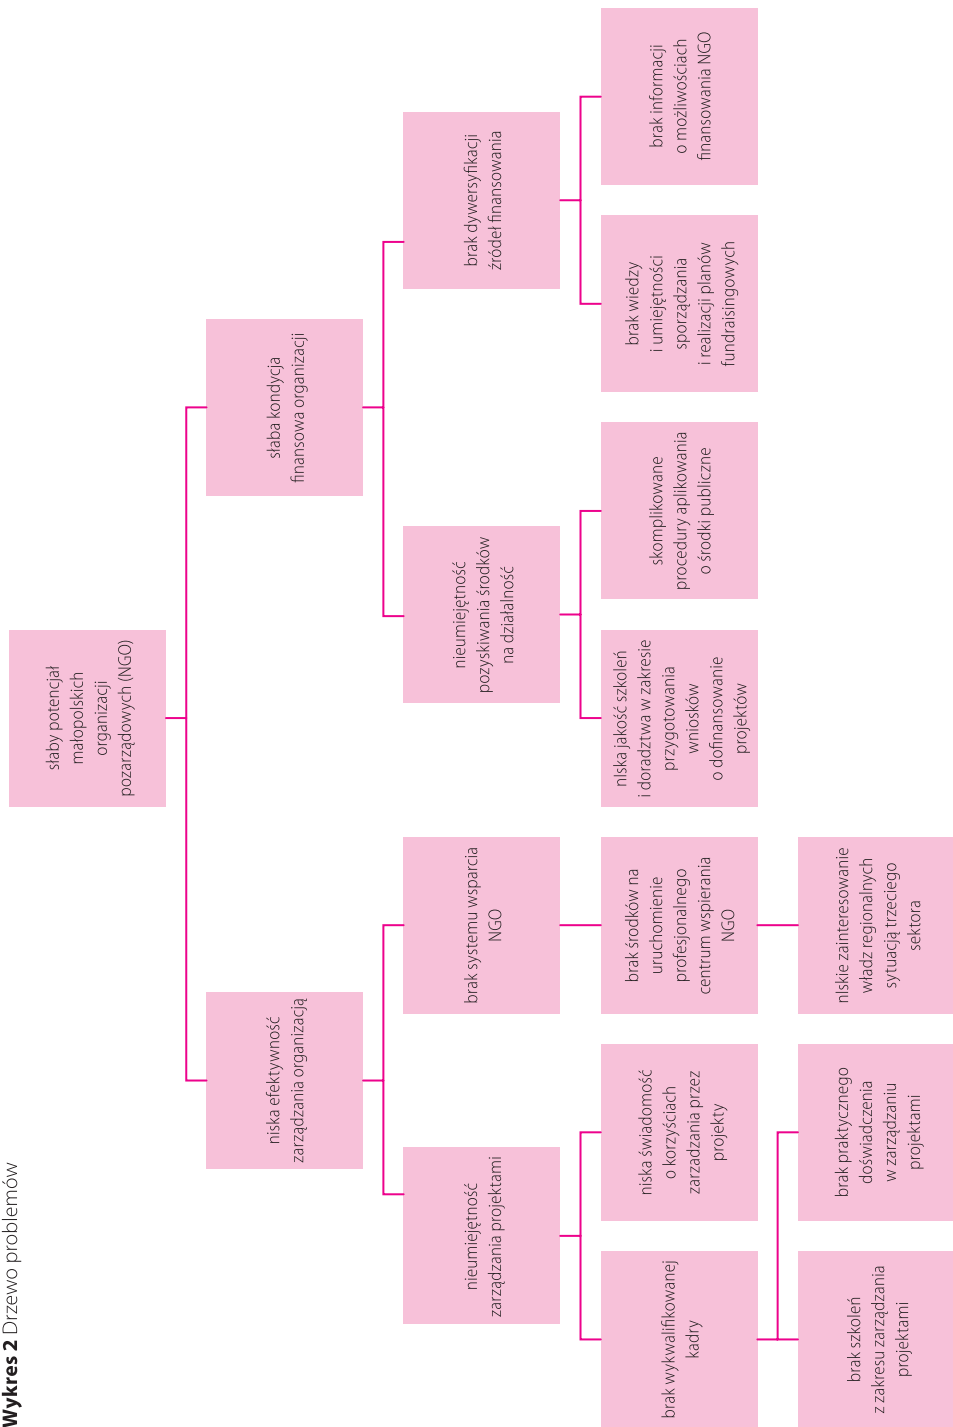 Wykres 2 Drzewo problemów
słaby potencjał
małopolskich
organizacji
pozarządowych (NGO)
niska efektywność
zarządzania organizacją
słaba kondycja
finansowa organizacji
nieumiejętność
zarządzania projektami
brak systemu wsparcia
NGO
nieumiejętność
pozyskiwania środków
na działalność
brak dywersyfikacji
źródeł finansowania
brak wykwalifikowanej
kadry
niska świadomość
o korzyściach
zarzadzania przez
projekty
brak środków na
uruchomienie
profesjonalnego
centrum wspierania
NGO
nIska jakość szkoleń
i doradztwa w zakresie
przygotowania
wniosków
o dofinansowanie
projektów
skomplikowane
procedury aplikowania
o środki publiczne
brak wiedzy
i umiejętności
sporządzania
i realizacji planów
fundraisingowych
brak informacji
o możliwościach
finansowania NGO
brak szkoleń
z zakresu zarządzania
projektami
brak praktycznego
doświadczenia
w zarządzaniu
projektami
nIskie zainteresowanie
władz regionalnych
sytuacją trzeciego
sektora